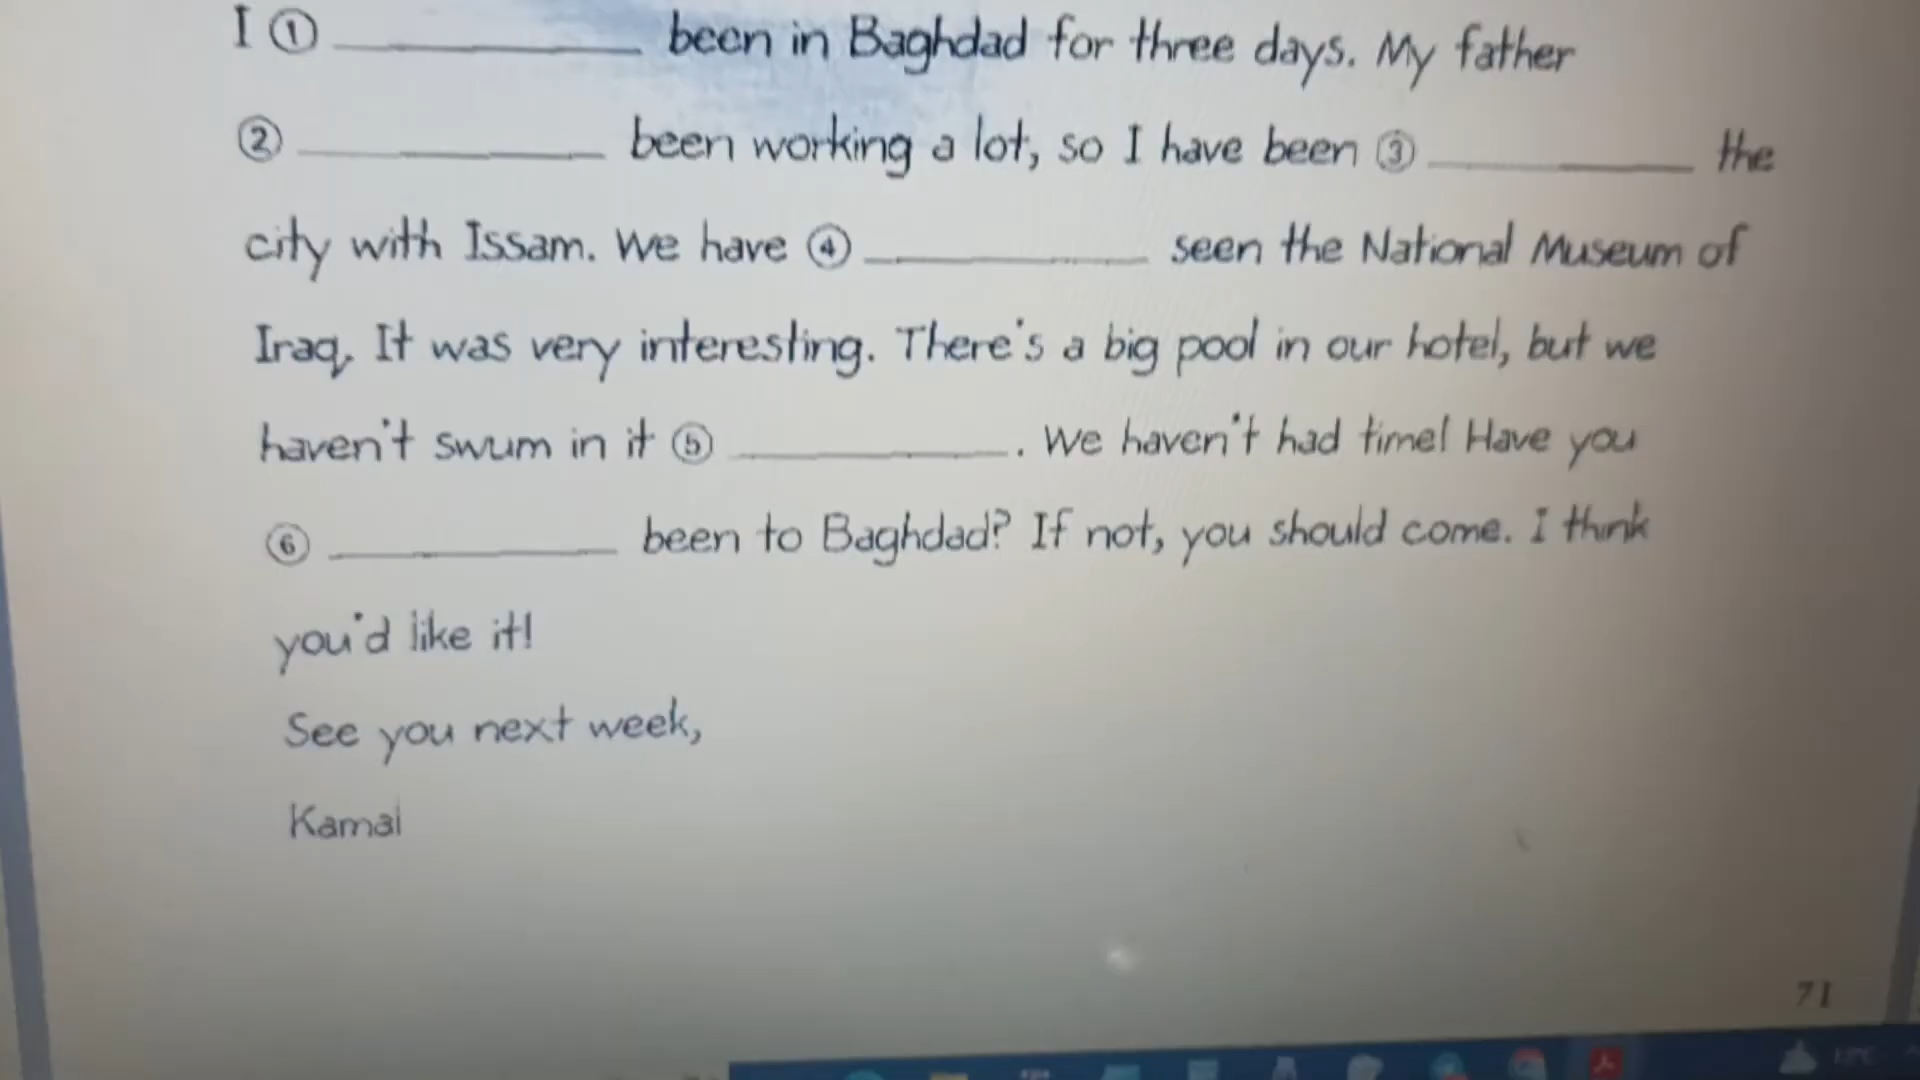 I ① ________ been in Baghdad for three days. My father
② ________ been working a lot, so I have been ③ ________ the
city with Issam. We have ④ ________ seen the National Museum of
Iraq. It was very interesting. There's a big pool in our hotel, but we
haven't swum in it ⑤ ________. We haven't had time! Have you
⑥ ________ been to Baghdad? If not, you should come. I think
you'd like it!
See you next week,
Kamal
71